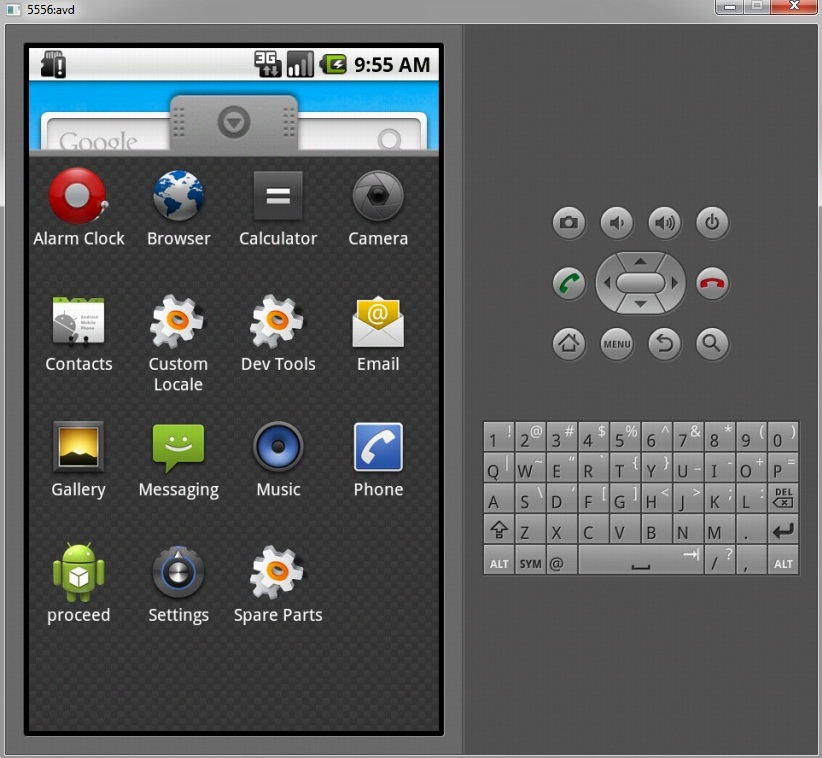 5556:avd
3G 9:55 AM
Google
Alarm Clock Browser Calculator Camera
Contacts Custom Locale Dev Tools Email
Gallery Messaging Music Phone
proceed Settings Spare Parts
MENU
1 ! 2 @ 3 # 4 $ 5 % 6 ^ 7 & 8 * 9 ( 0 )
Q | W ~ E " R ` T { Y } U _ I - O + P =
A S \ D ' F [ G ] H < J > K ; L : DEL
Z X C V B N M .
ALT SYM @ / ? , ALT